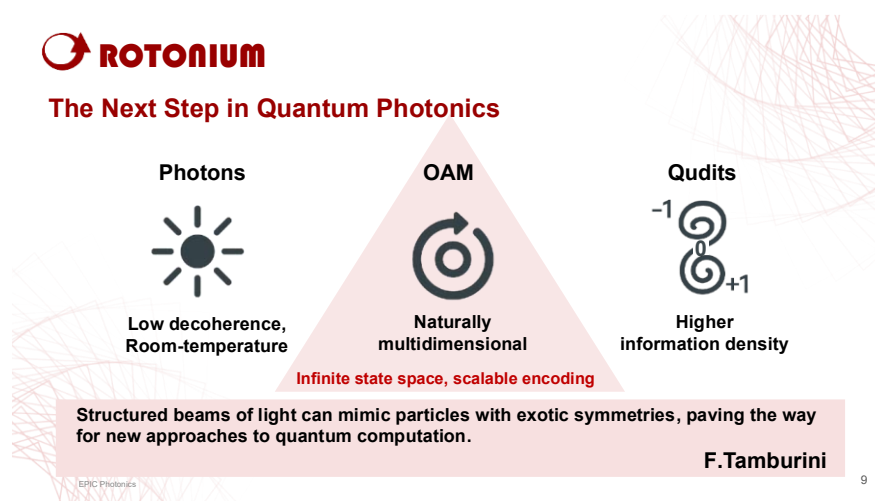 ROTONIUM
The Next Step in Quantum Photonics
Photons
OAM
Qudits
-1
0
+1
Low decoherence,
Room-temperature
Naturally
multidimensional
Higher
information density
Infinite state space, scalable encoding
Structured beams of light can mimic particles with exotic symmetries, paving the way
for new approaches to quantum computation.
F.Tamburini
EPIC Photonics
9